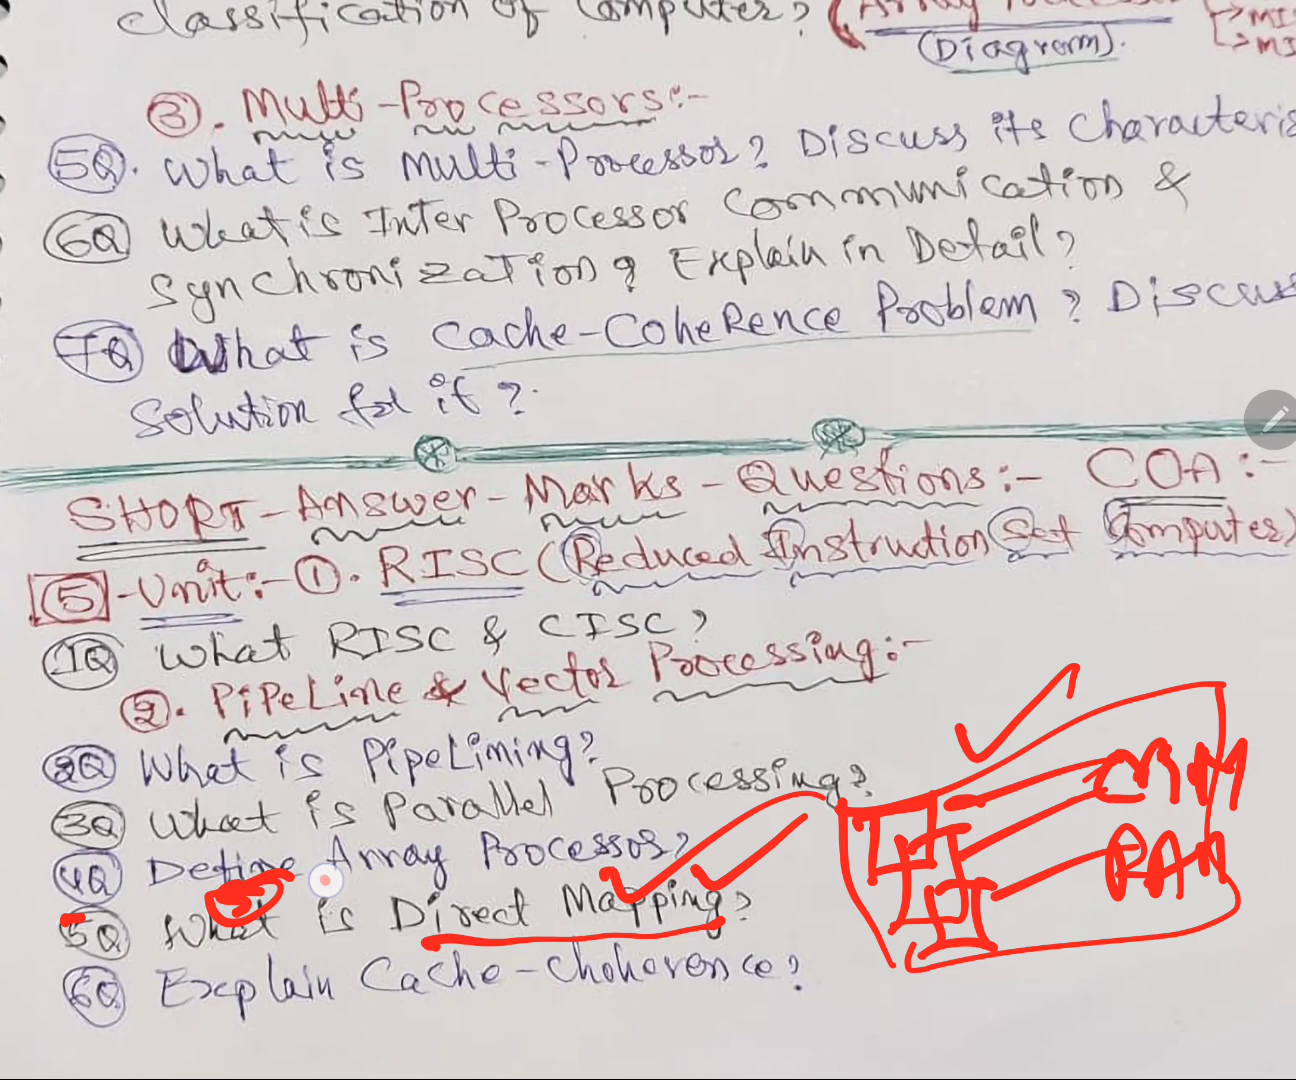 classification of computer? (Array
(Diagram).
③. Multi-Processors:-
5Q. What is Multi-Processor? Discuss its
6Q What is Inter Processor Communication &
Synchronization? Explain in Detail?
7Q What is Cache-Coherence Problem?
Solution for it?
SHORT-Answer-Marks-Questions:- COA:-
5-Unit:- ①. RISC (Reduced Instruction Set Computer)
1Q What RISC & CISC?
②. PiPeLine & Vector Processing:-
2Q What is PipeLiming?
3Q What is Parallel Processing?
4Q Define Array Processor?
5Q What is Direct Mapping?
6Q Explain Cache-Choherence?
RAM